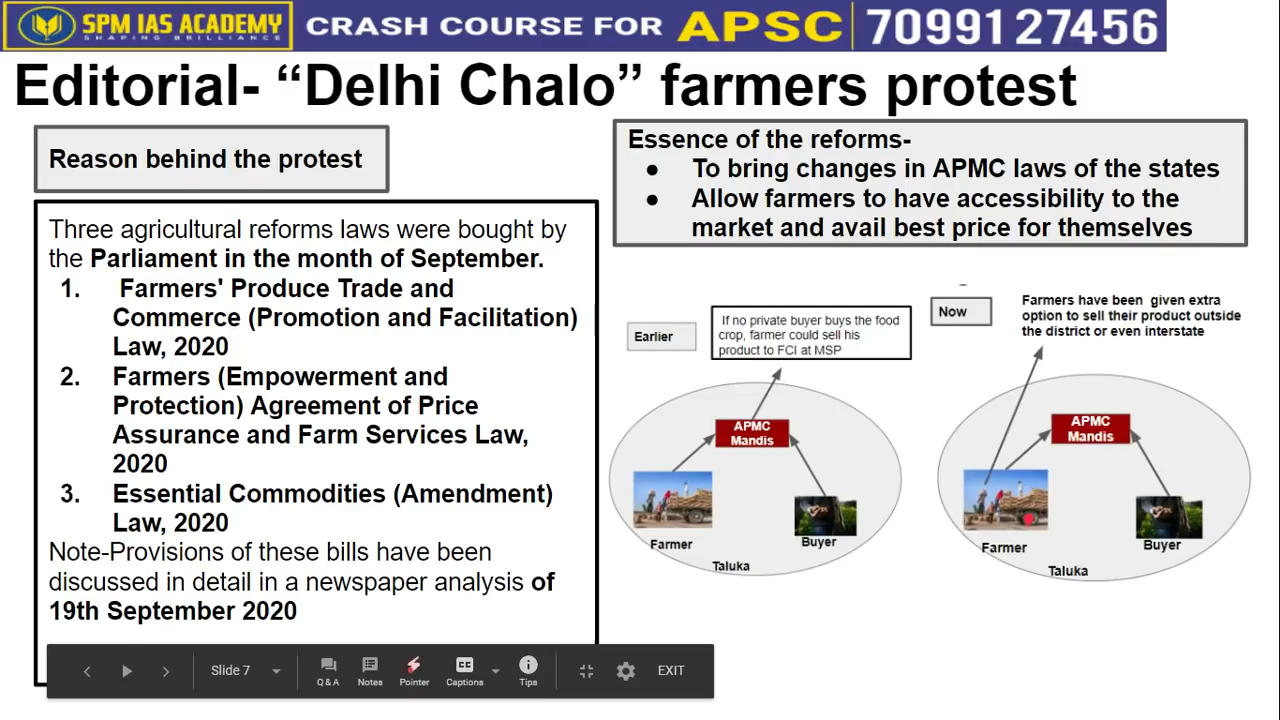 SPM IAS ACADEMY
SHAPING BRILLIANCE
CRASH COURSE FOR APSC 7099127456
Editorial- “Delhi Chalo” farmers protest
Reason behind the protest
Three agricultural reforms laws were bought by
the Parliament in the month of September.
1. Farmers' Produce Trade and
Commerce (Promotion and Facilitation)
Law, 2020
2. Farmers (Empowerment and
Protection) Agreement of Price
Assurance and Farm Services Law,
2020
3. Essential Commodities (Amendment)
Law, 2020
Note-Provisions of these bills have been
discussed in detail in a newspaper analysis of
19th September 2020
Essence of the reforms-
● To bring changes in APMC laws of the states
● Allow farmers to have accessibility to the
market and avail best price for themselves
Earlier
If no private buyer buys the food
crop, farmer could sell his
product to FCI at MSP
APMC
Mandis
Farmer
Buyer
Taluka
Now
Farmers have been given extra
option to sell their product outside
the district or even interstate
APMC
Mandis
Farmer
Buyer
Taluka
Slide 7
Q & A
Notes
Pointer
CC
Captions
Tips
EXIT